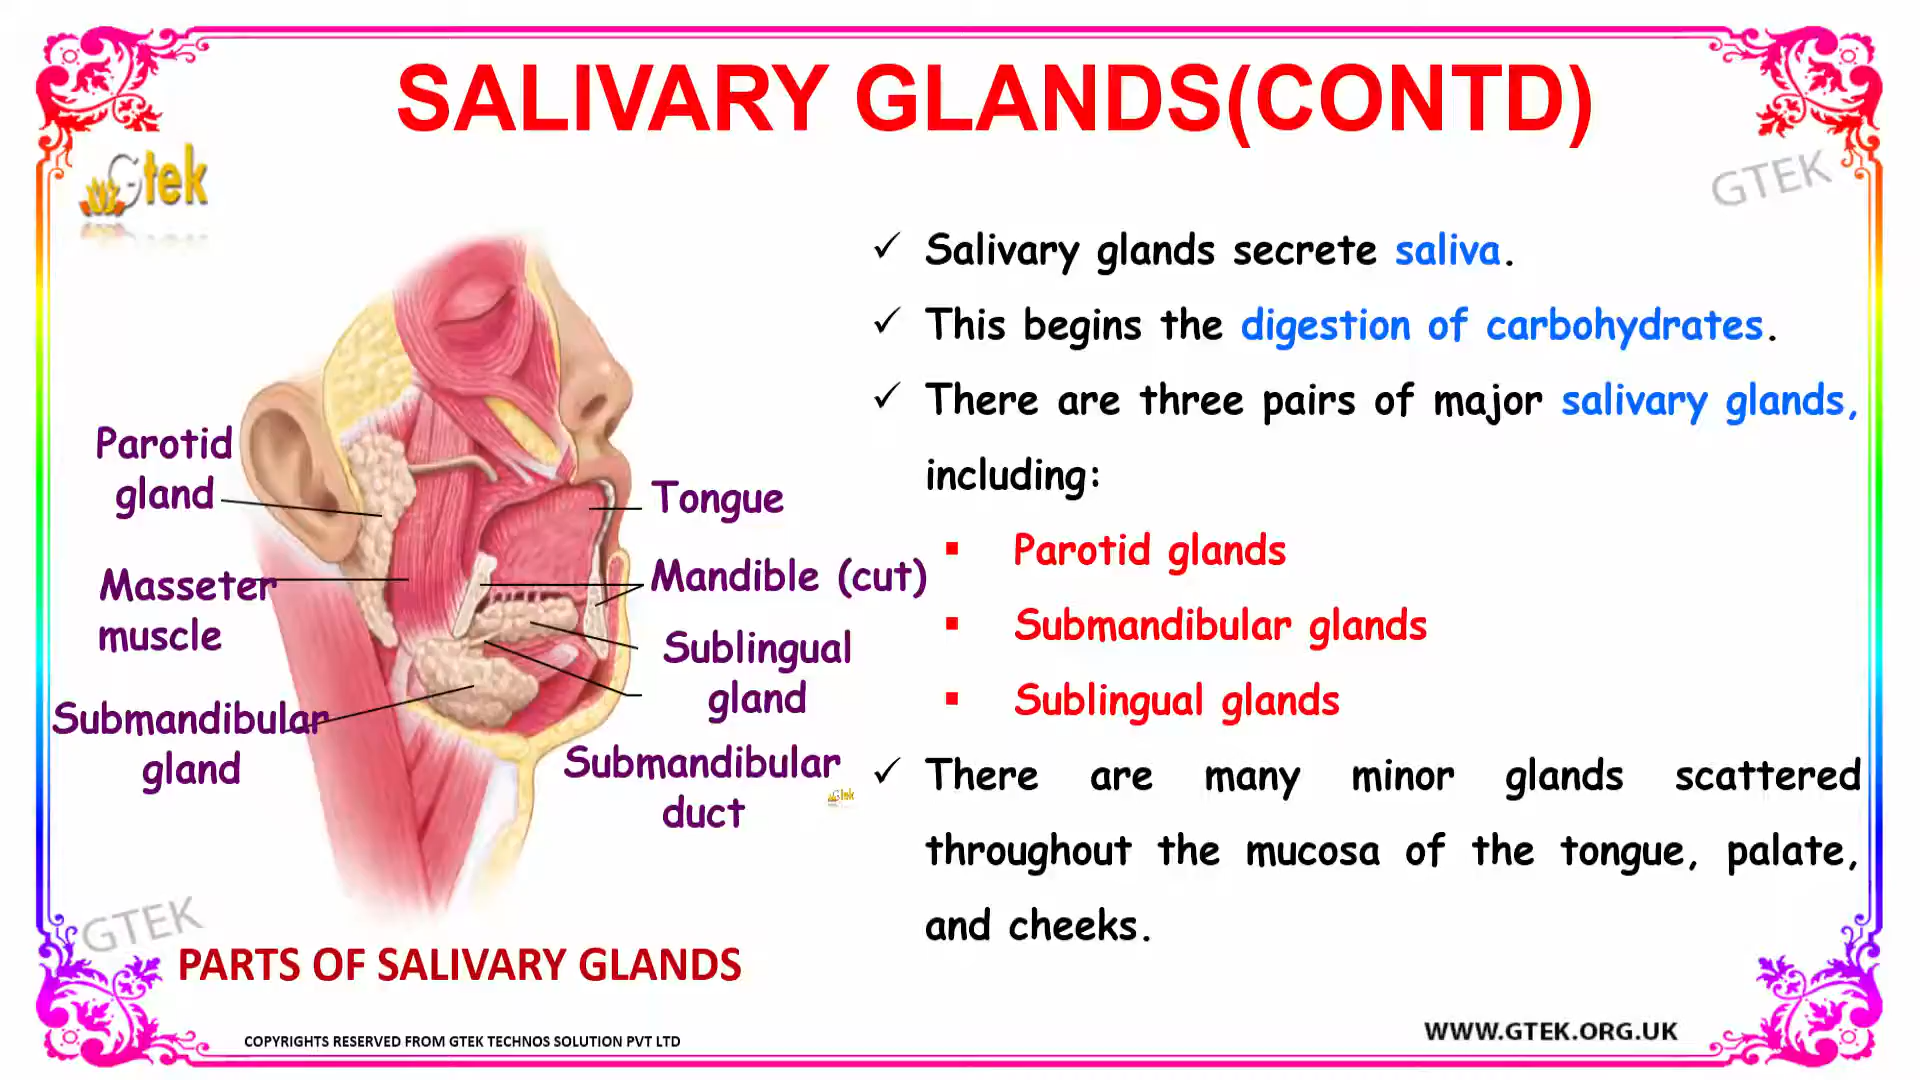 SALIVARY GLANDS(CONTD)
Gtek
GTEK
Salivary glands secrete saliva.
This begins the digestion of carbohydrates.
There are three pairs of major salivary glands,
including:
Parotid glands
Submandibular glands
Sublingual glands
There are many minor glands scattered
throughout the mucosa of the tongue, palate,
and cheeks.
Parotid
gland
Masseter
muscle
Submandibular
gland
Tongue
Mandible (cut)
Sublingual
gland
Submandibular
duct
Gtek
GTEK
PARTS OF SALIVARY GLANDS
COPYRIGHTS RESERVED FROM GTEK TECHNOS SOLUTION PVT LTD
WWW.GTEK.ORG.UK